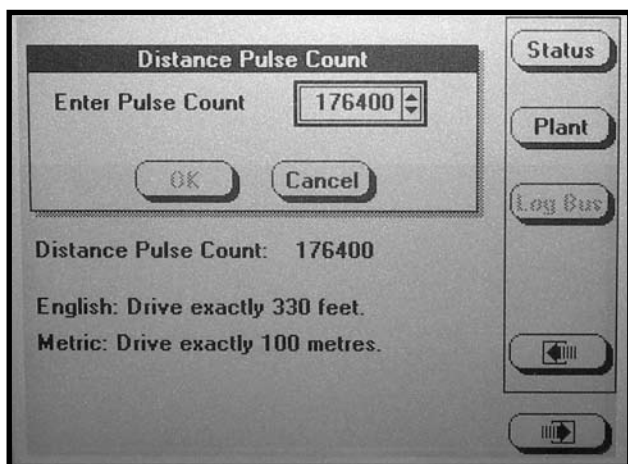 Distance Pulse Count
Enter Pulse Count 176400
OK Cancel
Distance Pulse Count: 176400
English: Drive exactly 330 feet.
Metric: Drive exactly 100 metres.
Status
Plant
Log Bus